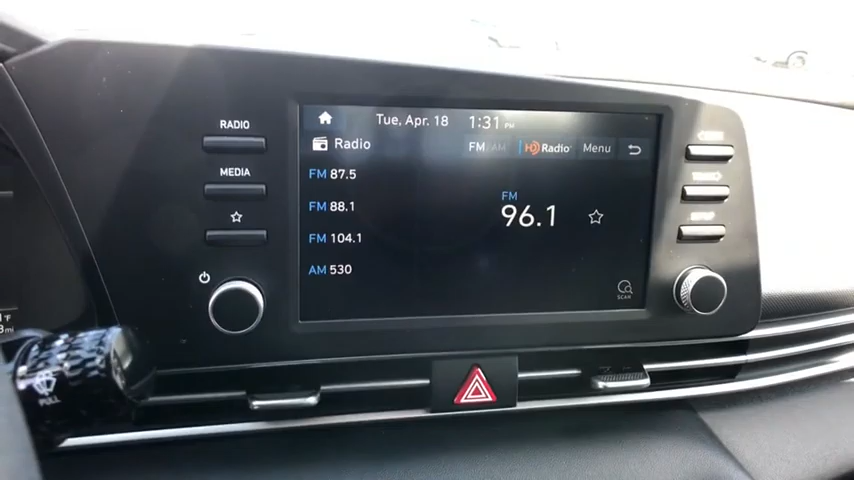 RADIO
MEDIA
Tue, Apr. 18 1:31 PM
Radio FM/AM HD Radio Menu
FM 87.5
FM 88.1
FM 104.1
AM 530
FM
96.1
SCAN
SETUP
PULL